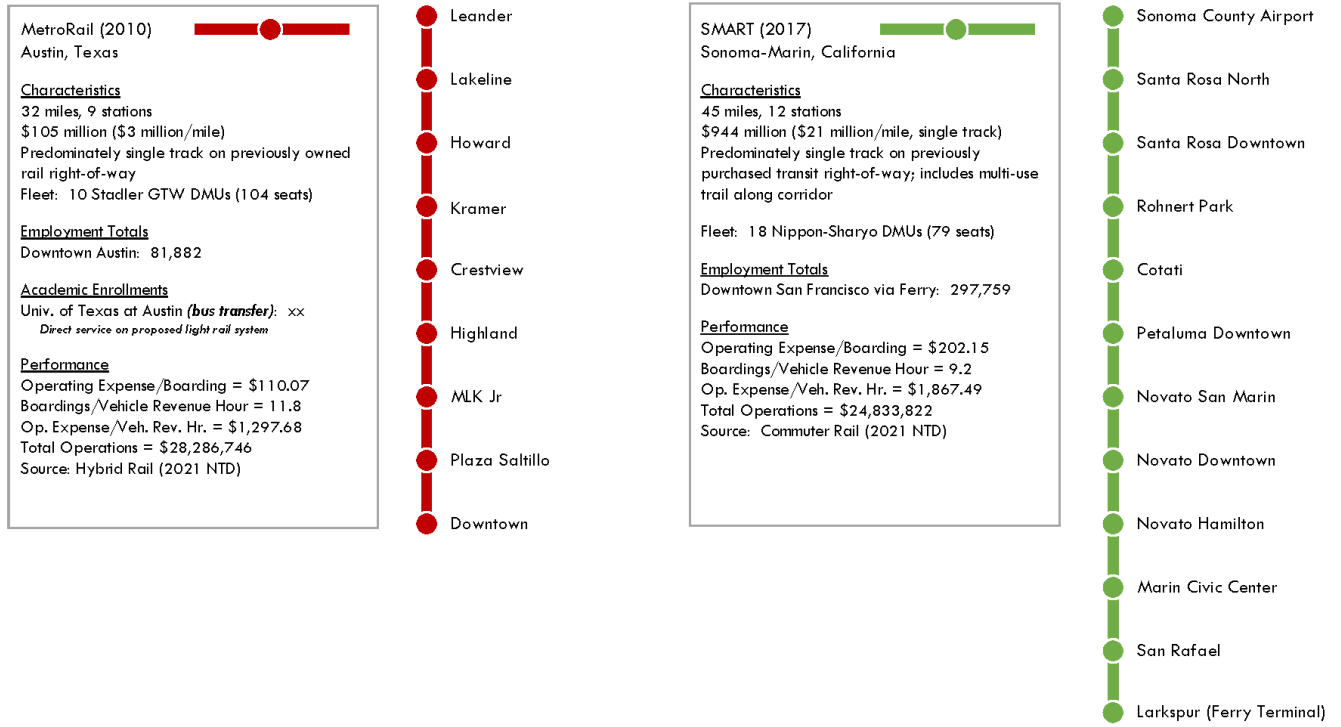 MetroRail (2010)
Austin, Texas
Characteristics
32 miles, 9 stations
$105 million ($3 million/mile)
Predominately single track on previously owned
rail right-of-way
Fleet:  10 Stadler GTW DMUs (104 seats)
Employment Totals
Downtown Austin:  81,882
Academic Enrollments
Univ. of Texas at Austin (bus transfer):  xx
Direct service on proposed light rail system
Performance
Operating Expense/Boarding = $110.07
Boardings/Vehicle Revenue Hour = 11.8
Op. Expense/Veh. Rev. Hr. = $1,297.68
Total Operations = $28,286,746
Source: Hybrid Rail (2021 NTD)
Leander
Lakeline
Howard
Kramer
Crestview
Highland
MLK Jr
Plaza Saltillo
Downtown
SMART (2017)
Sonoma-Marin, California
Characteristics
45 miles, 12 stations
$944 million ($21 million/mile, single track)
Predominately single track on previously
purchased transit right-of-way; includes multi-use
trail along corridor
Fleet:  18 Nippon-Sharyo DMUs (79 seats)
Employment Totals
Downtown San Francisco via Ferry:  297,759
Performance
Operating Expense/Boarding = $202.15
Boardings/Vehicle Revenue Hour = 9.2
Op. Expense/Veh. Rev. Hr. = $1,867.49
Total Operations = $24,833,822
Source:  Commuter Rail (2021 NTD)
Sonoma County Airport
Santa Rosa North
Santa Rosa Downtown
Rohnert Park
Cotati
Petaluma Downtown
Novato San Marin
Novato Downtown
Novato Hamilton
Marin Civic Center
San Rafael
Larkspur (Ferry Terminal)